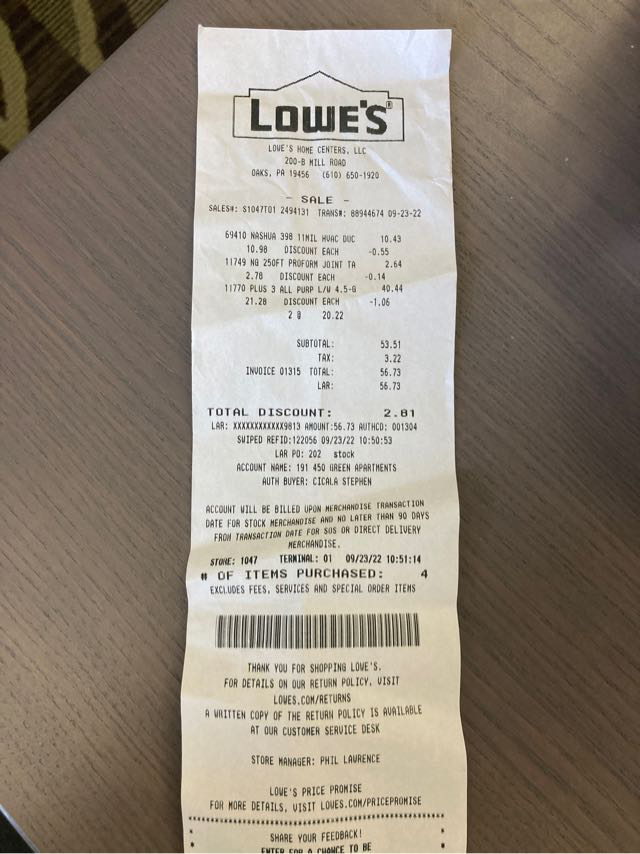 LOWE'S
LOWE'S HOME CENTERS, LLC
200-B MILL ROAD
OAKS, PA 19456 (610) 650-1920
- SALE -
SALES#: S1047T01 2494131 TRANS#: 88944674 09-23-22
69410 NASHUA 398 11MIL HVAC DUC 10.43
10.98 DISCOUNT EACH -0.55
11749 NG 250FT PROFORM JOINT TA 2.64
2.78 DISCOUNT EACH -0.14
11770 PLUS 3 ALL PURP L/W 4.5-G 40.44
21.28 DISCOUNT EACH -1.06
2 @ 20.22
SUBTOTAL: 53.51
TAX: 3.22
INVOICE 01315 TOTAL: 56.73
LAR: 56.73
TOTAL DISCOUNT: 2.81
LAR: XXXXXXXXXXXX9813 AMOUNT:56.73 AUTHCD: 001304
SWIPED REFID:122056 09/23/22 10:50:53
LAR PO: 202 stock
ACCOUNT NAME: 191 450 GREEN APARTMENTS
AUTH BUYER: CICALA STEPHEN
ACCOUNT WILL BE BILLED UPON MERCHANDISE TRANSACTION
DATE FOR STOCK MERCHANDISE AND NO LATER THAN 90 DAYS
FROM TRANSACTION DATE FOR SOS OR DIRECT DELIVERY
MERCHANDISE.
STORE: 1047 TERMINAL: 01 09/23/22 10:51:14
# OF ITEMS PURCHASED: 4
EXCLUDES FEES, SERVICES AND SPECIAL ORDER ITEMS
THANK YOU FOR SHOPPING LOWE'S.
FOR DETAILS ON OUR RETURN POLICY, VISIT
LOWES.COM/RETURNS
A WRITTEN COPY OF THE RETURN POLICY IS AVAILABLE
AT OUR CUSTOMER SERVICE DESK
STORE MANAGER: PHIL LAWRENCE
LOWE'S PRICE PROMISE
FOR MORE DETAILS, VISIT LOWES.COM/PRICEPROMISE
****************************************************
* SHARE YOUR FEEDBACK! *
* ENTER FOR A CHANCE TO BE *